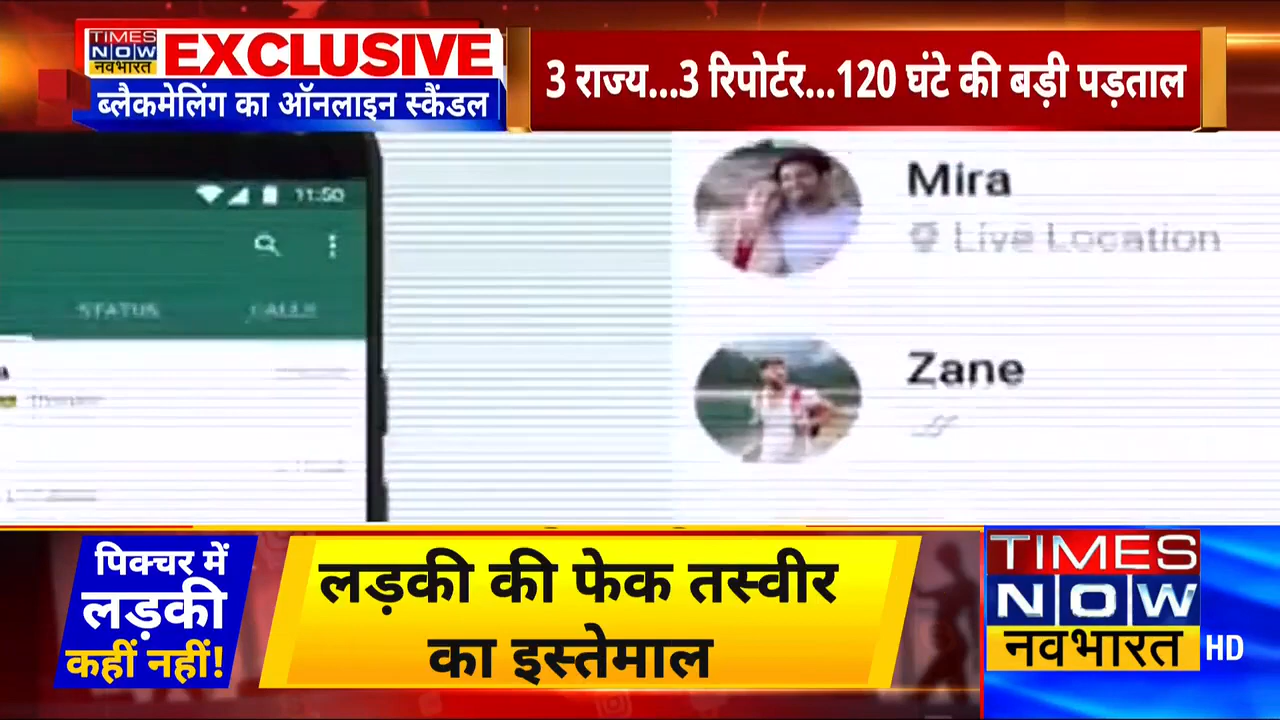 TIMES
NOW
नवभारत
EXCLUSIVE
ब्लैकमेलिंग का ऑनलाइन स्कैंडल
3 राज्य...3 रिपोर्टर...120 घंटे की बड़ी पड़ताल
11:50
STATUS
CALLS
Mira
Live Location
Zane
पिक्चर में
लड़की
कहीं नहीं!
लड़की की फेक तस्वीर
का इस्तेमाल
TIMES
NOW
नवभारत
HD